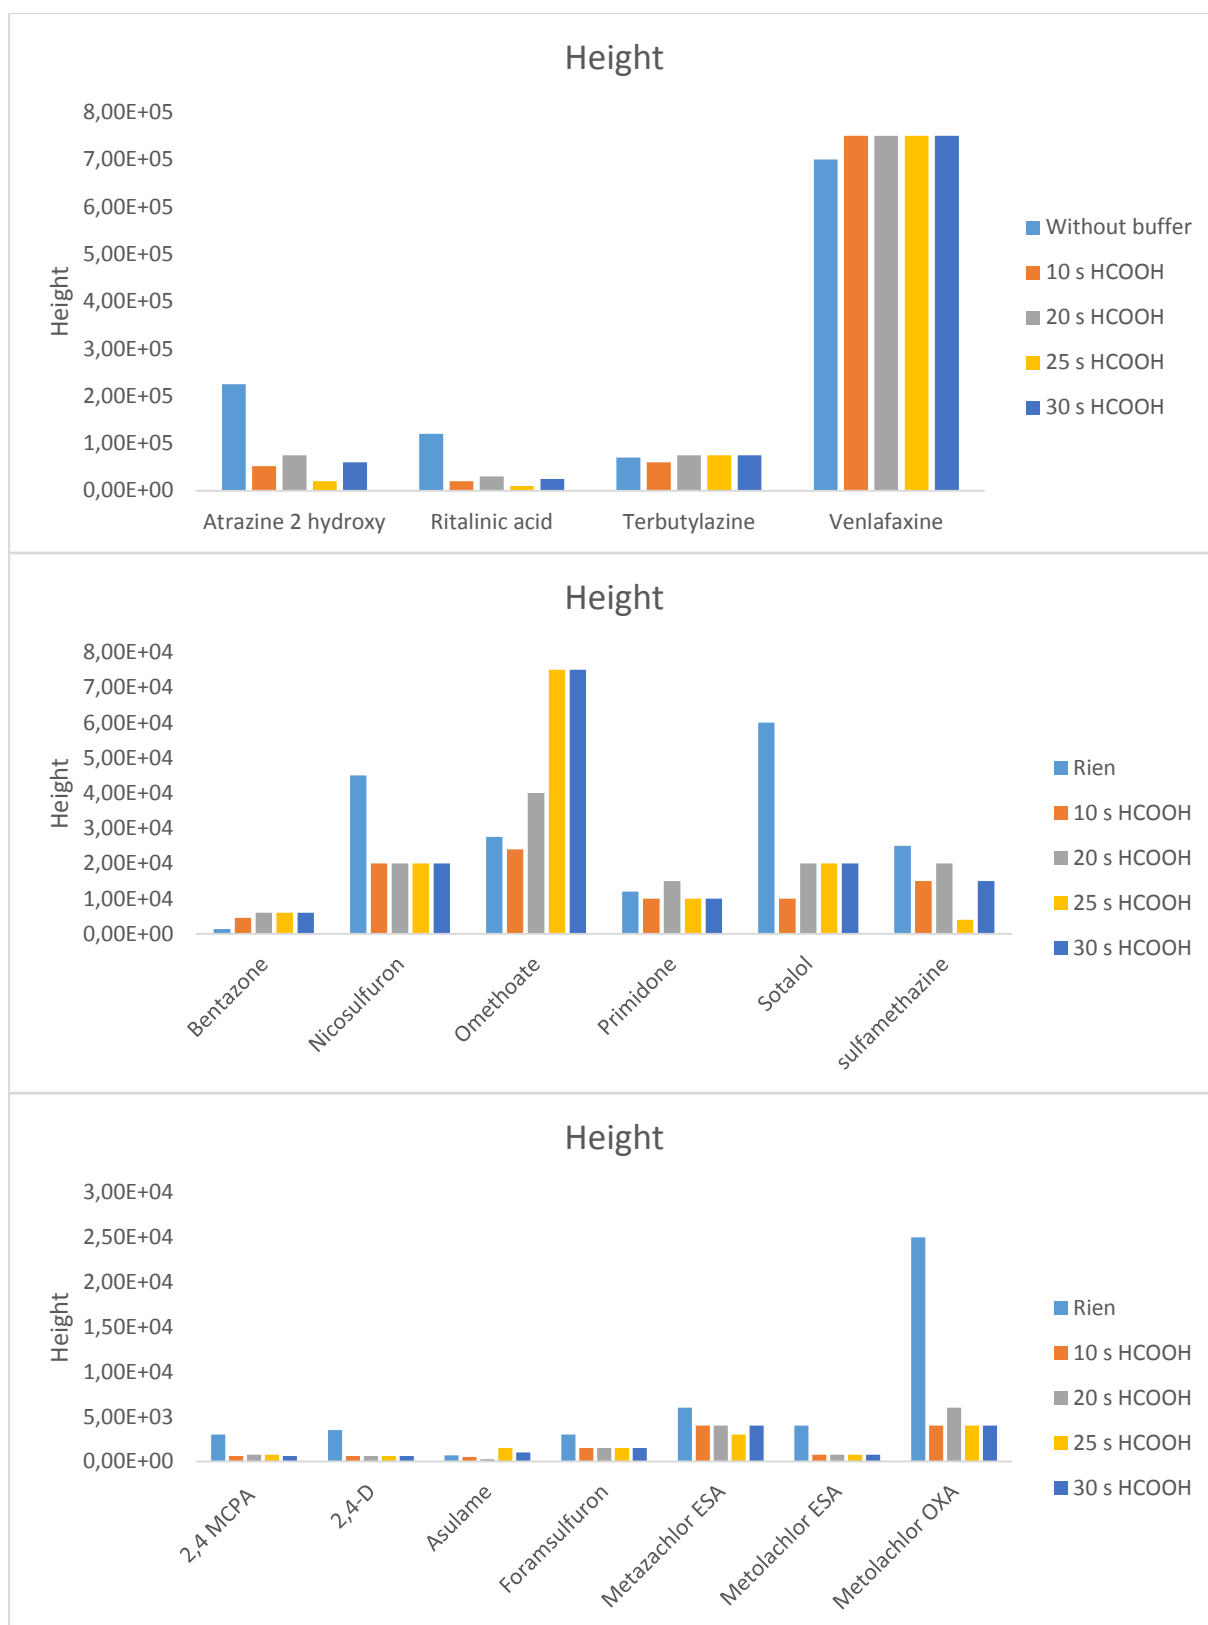 Height
8,00E+05
7,00E+05
6,00E+05
5,00E+05
4,00E+05
3,00E+05
2,00E+05
1,00E+05
0,00E+00
Height
Atrazine 2 hydroxy
Ritalinic acid
Terbutylazine
Venlafaxine
Without buffer
10 s HCOOH
20 s HCOOH
25 s HCOOH
30 s HCOOH
Height
8,00E+04
7,00E+04
6,00E+04
5,00E+04
4,00E+04
3,00E+04
2,00E+04
1,00E+04
0,00E+00
Height
Bentazone
Nicosulfuron
Omethoate
Primidone
Sotalol
sulfamethazine
Rien
10 s HCOOH
20 s HCOOH
25 s HCOOH
30 s HCOOH
Height
3,00E+04
2,50E+04
2,00E+04
1,50E+04
1,00E+04
5,00E+03
0,00E+00
Height
2,4 MCPA
2,4-D
Asulame
Foramsulfuron
Metazachlor ESA
Metolachlor ESA
Metolachlor OXA
Rien
10 s HCOOH
20 s HCOOH
25 s HCOOH
30 s HCOOH